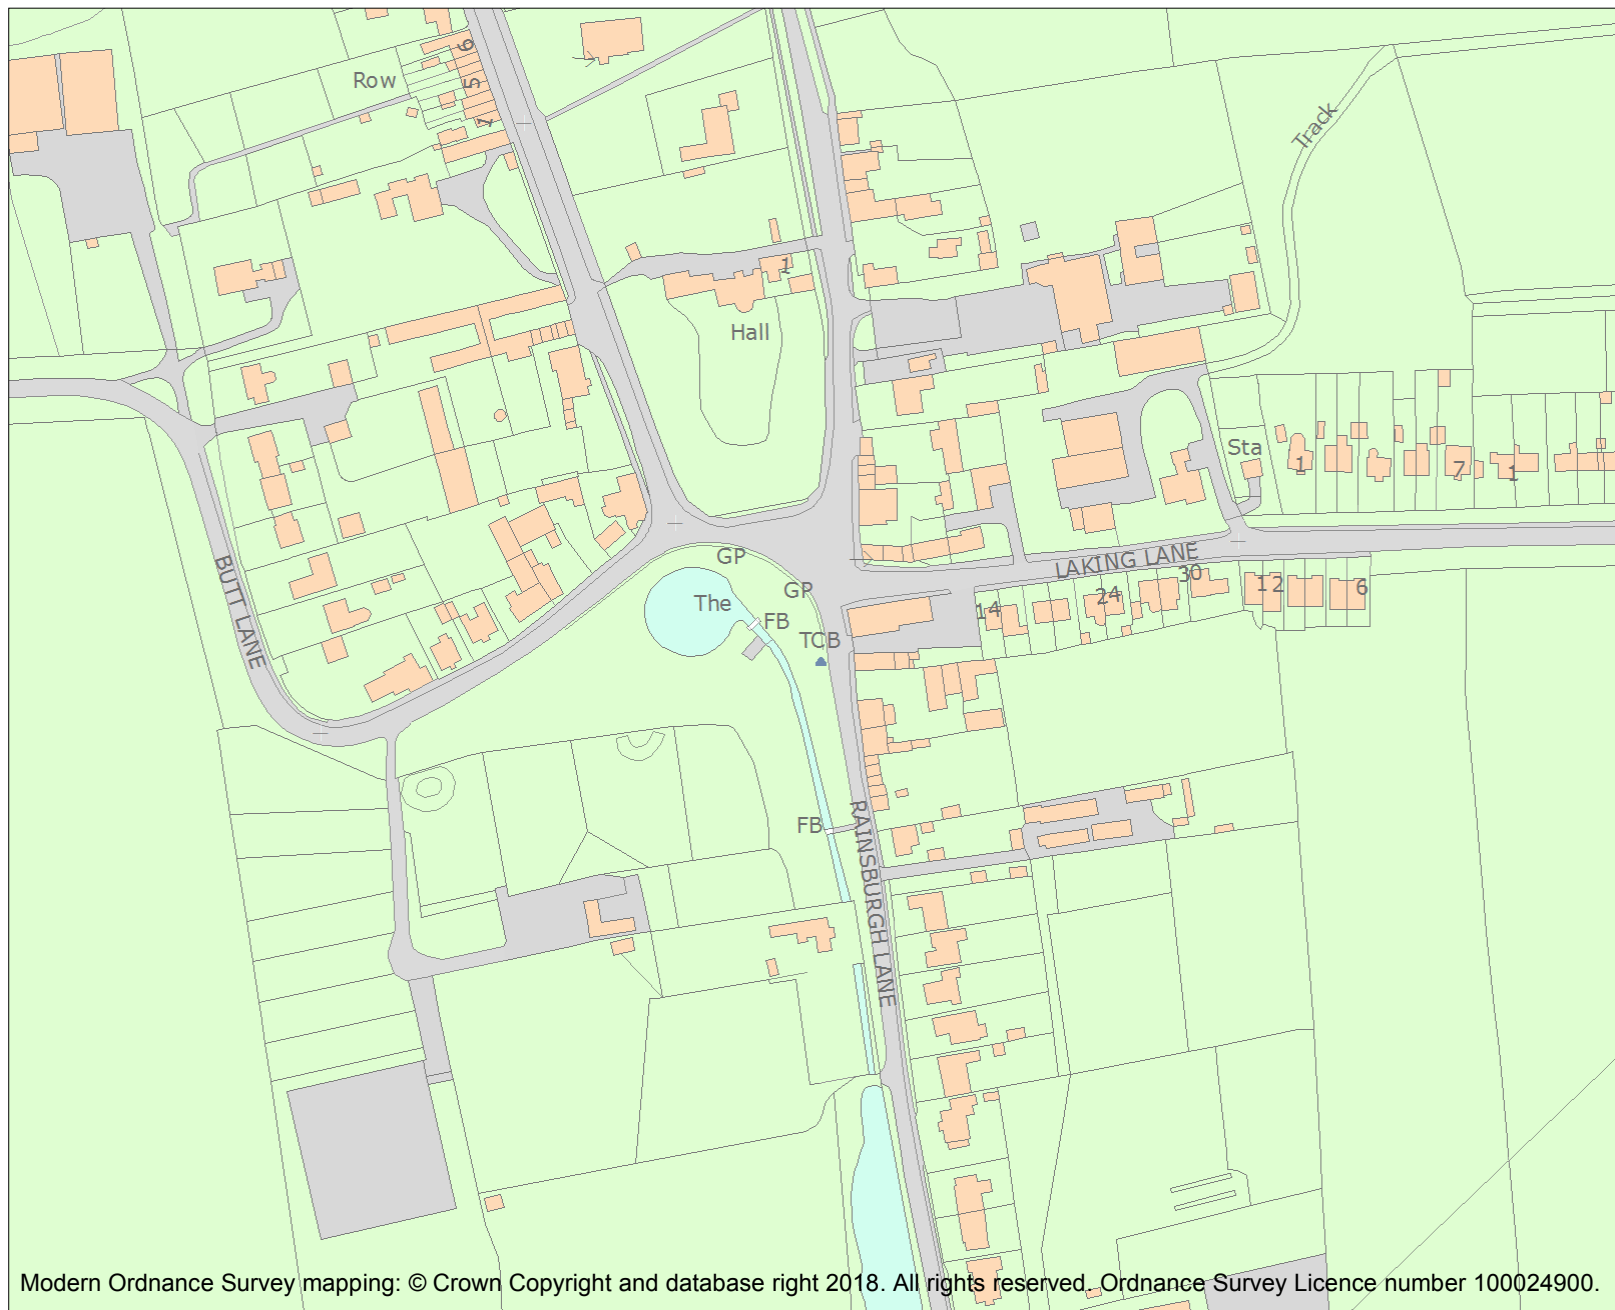 6
Row
5
1
Track
1
Hall
Sta
1
7
1
BUTT LANE
GP
LAKING LANE
GP
30
The
24
12
6
FB
14
TCB
FB
RAINSBURGH LANE
Modern Ordnance Survey mapping: © Crown Copyright and database right 2018. All rights reserved. Ordnance Survey Licence number 100024900.